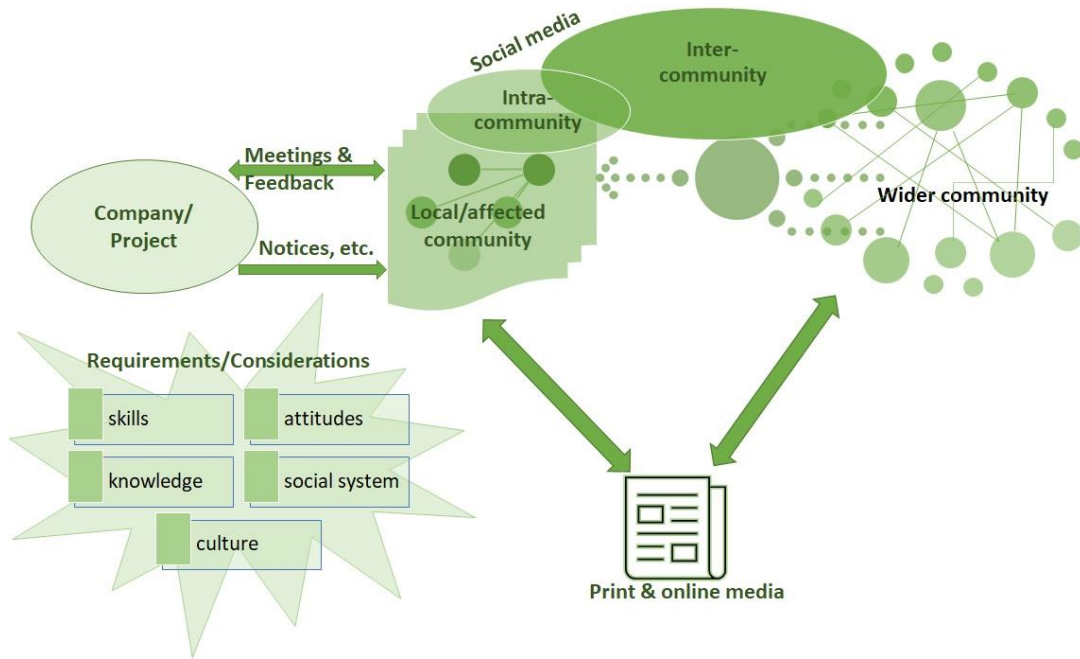 Social media
Inter-
community
Intra-
community
Meetings &
Feedback
Company/
Project
Local/affected
community
Wider community
Notices, etc.
Requirements/Considerations
skills
attitudes
knowledge
social system
culture
Print & online media